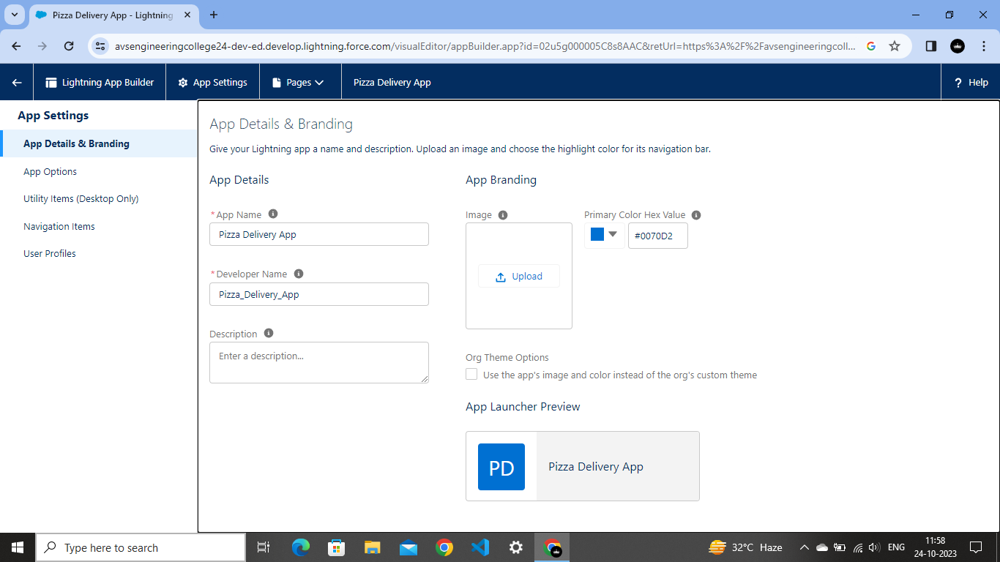 Pizza Delivery App - Lightning
avsengineeringcollege24-dev-ed.develop.lightning.force.com/visualEditor/appBuilder.app?id=02u5g000005C8s8AAC&retUrl=https%3A%2F%2Favsengineeringcoll...
Lightning App Builder
App Settings
Pages
Pizza Delivery App
? Help
App Settings
App Details & Branding
App Options
Utility Items (Desktop Only)
Navigation Items
User Profiles
App Details & Branding
Give your Lightning app a name and description. Upload an image and choose the highlight color for its navigation bar.
App Details
*App Name
Pizza Delivery App
*Developer Name
Pizza_Delivery_App
Description
Enter a description...
App Branding
Image
Upload
Primary Color Hex Value
#0070D2
Org Theme Options
Use the app's image and color instead of the org's custom theme
App Launcher Preview
PD
Pizza Delivery App
Type here to search
32°C Haze
ENG
11:58
24-10-2023